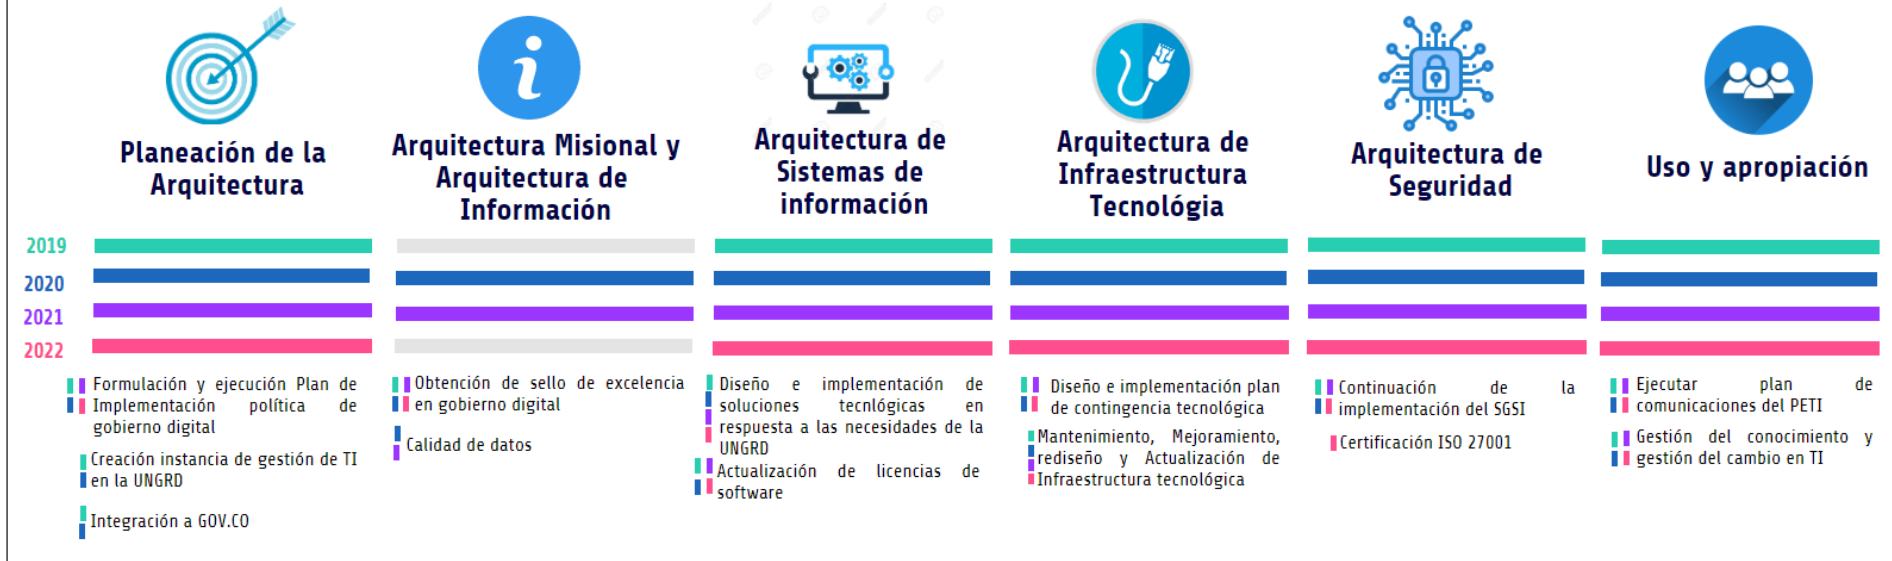 Planeación de la
Arquitectura
Arquitectura Misional y
Arquitectura de
Información
Arquitectura de
Sistemas de
información
Arquitectura de
Infraestructura
Tecnológia
Arquitectura de
Seguridad
Uso y apropiación
2019
2020
2021
2022
Formulación y ejecución Plan de
Implementación política de
gobierno digital
Creación instancia de gestión de TI
en la UNGRD
Integración a GOV.CO
Obtención de sello de excelencia
en gobierno digital
Calidad de datos
Diseño e implementación de
soluciones tecnlógicas en
respuesta a las necesidades de la
UNGRD
Actualización de licencias de
software
Diseño e implementación plan
de contingencia tecnológica
Mantenimiento, Mejoramiento,
rediseño y Actualización de
Infraestructura tecnológica
Continuación de la
implementación del SGSI
Certificación ISO 27001
Ejecutar plan de
comunicaciones del PETI
Gestión del conocimiento y
gestión del cambio en TI